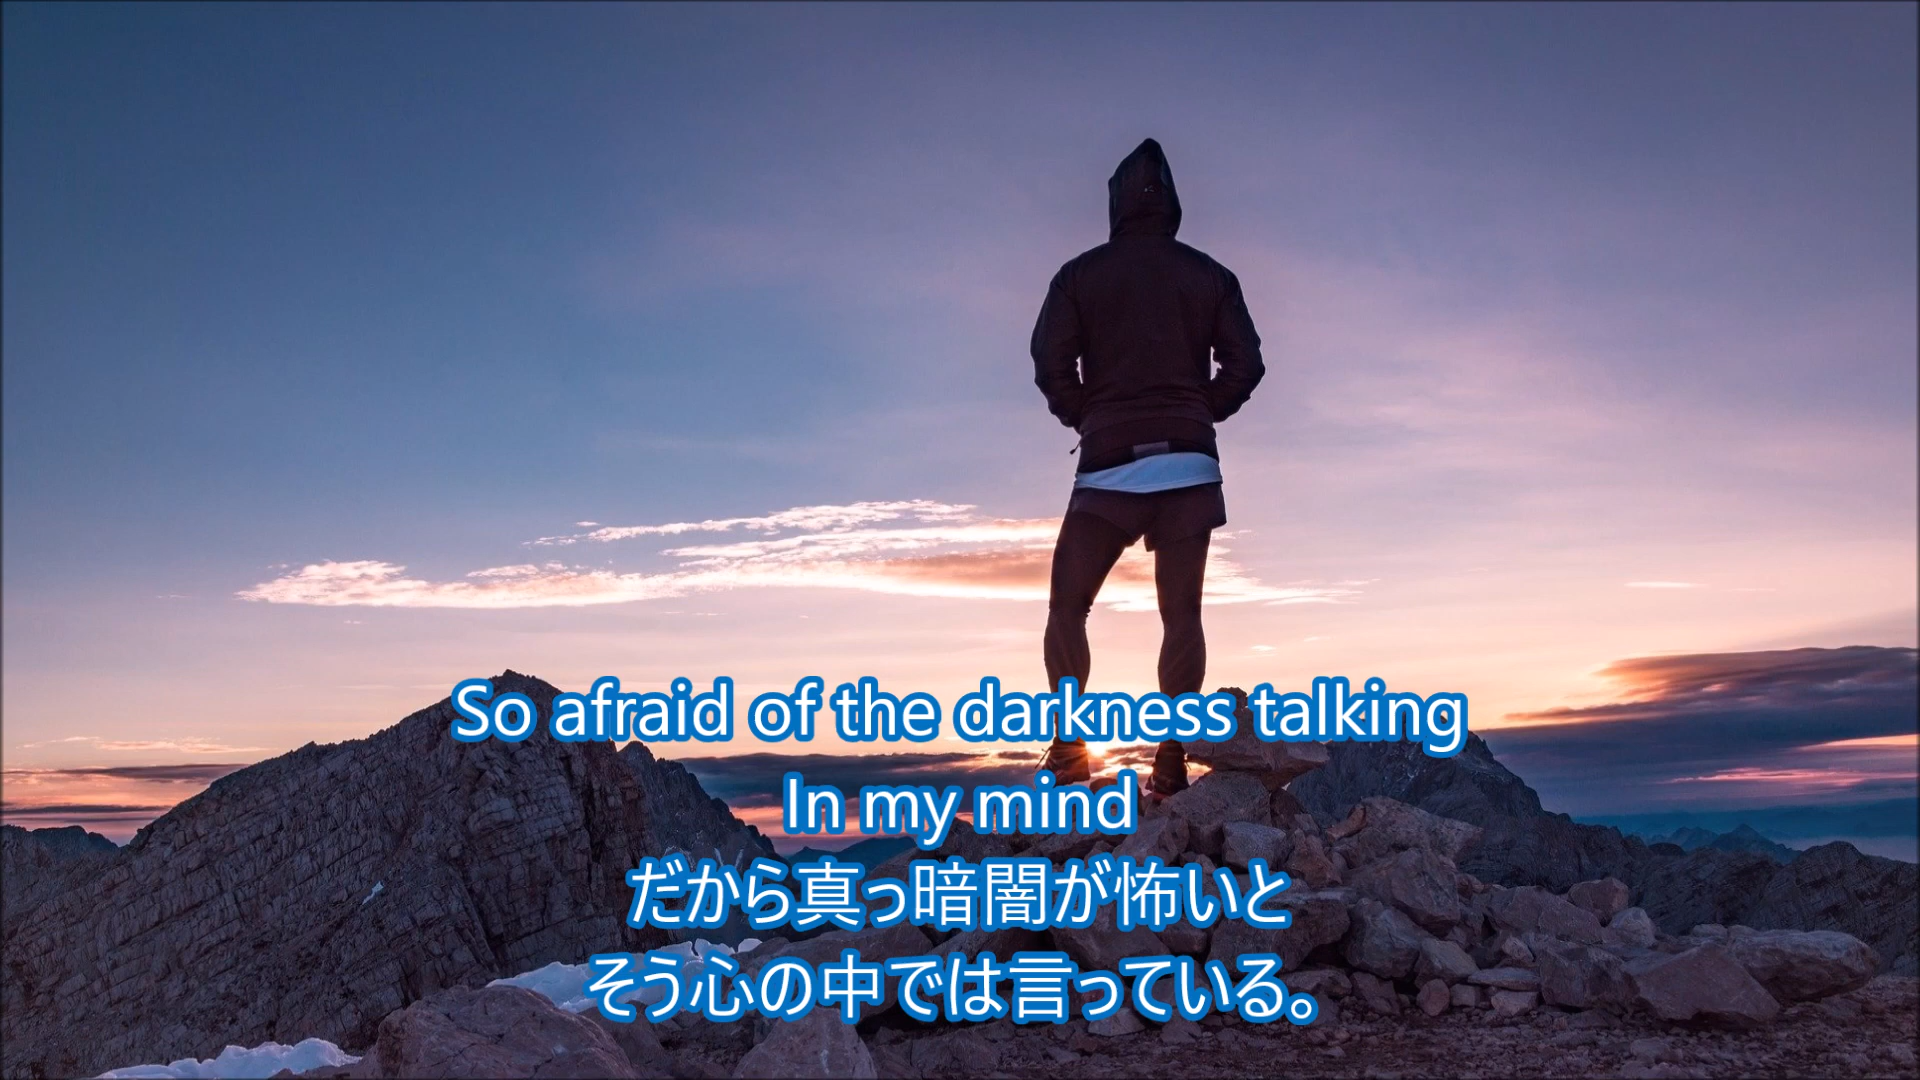 So afraid of the darkness talking
In my mind
だから真っ暗闇が怖いと
そう心の中では言っている。